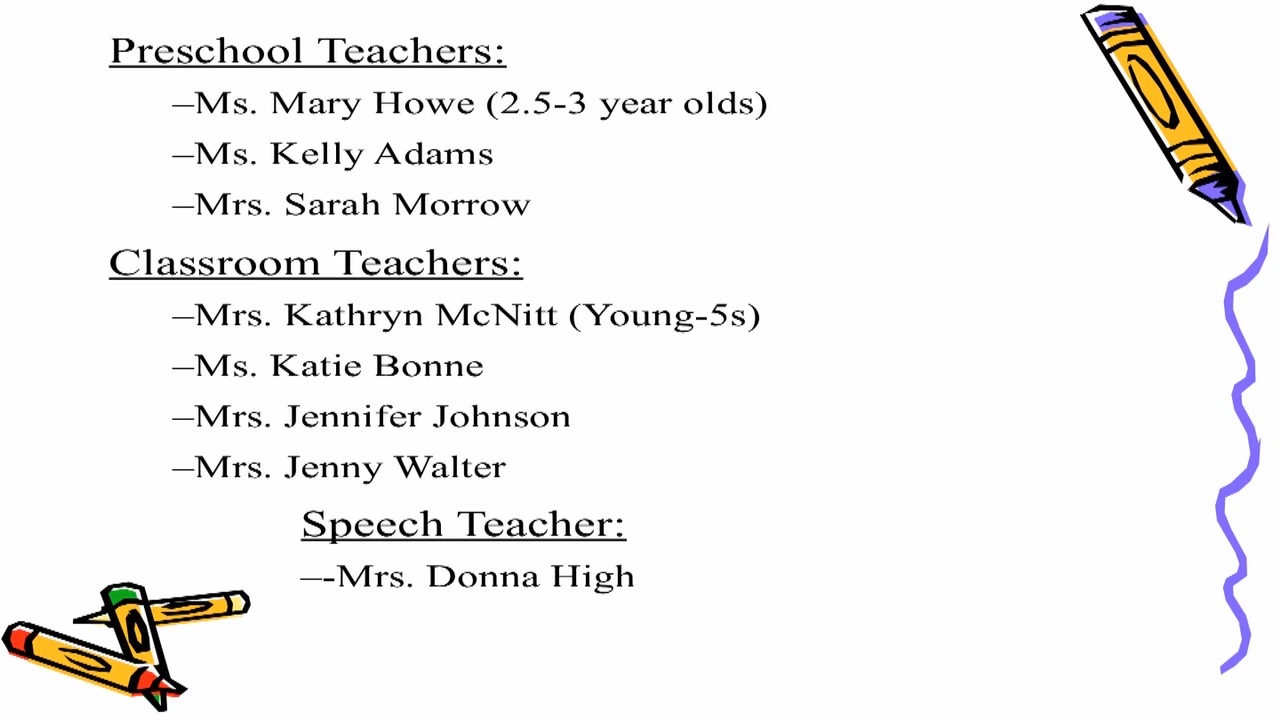 Preschool Teachers:
–Ms. Mary Howe (2.5-3 year olds)
–Ms. Kelly Adams
–Mrs. Sarah Morrow
Classroom Teachers:
–Mrs. Kathryn McNitt (Young-5s)
–Ms. Katie Bonne
–Mrs. Jennifer Johnson
–Mrs. Jenny Walter
Speech Teacher:
–-Mrs. Donna High